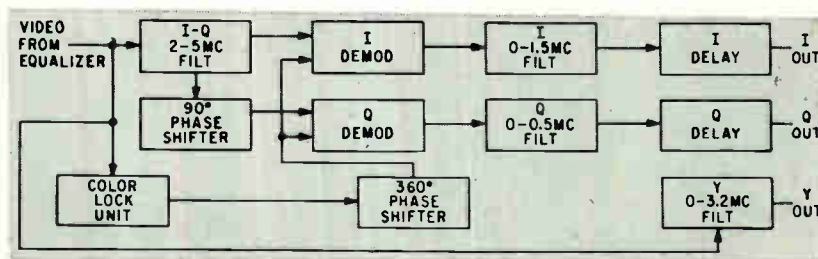 VIDEO
FROM
EQUALIZER
I-Q
2-5MC
FILT
I
DEMOD
I
0-1.5MC
FILT
I
DELAY
I
OUT
90°
PHASE
SHIFTER
Q
DEMOD
Q
0-0.5MC
FILT
Q
DELAY
Q
OUT
COLOR
LOCK
UNIT
360°
PHASE
SHIFTER
Y
0-3.2MC
FILT
Y
OUT